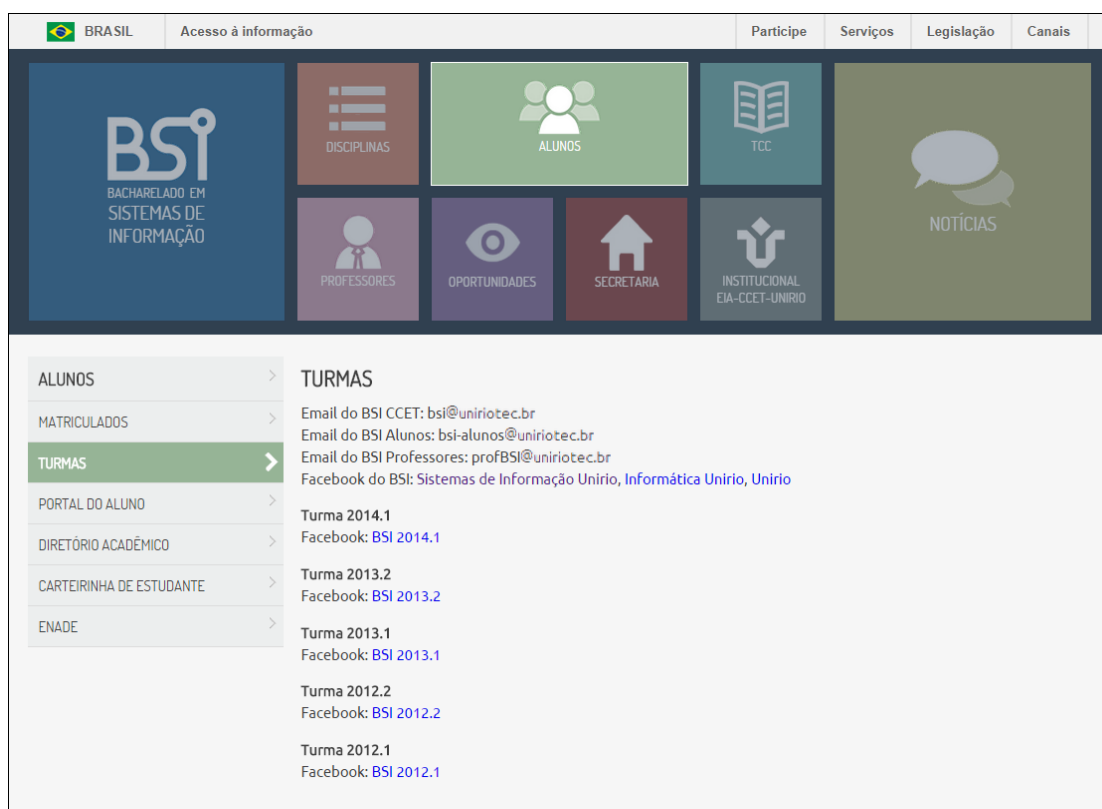 BRASIL
Acesso à informação
Participe
Serviços
Legislação
Canais
BSI
BACHARELADO EM
SISTEMAS DE
INFORMAÇÃO
DISCIPLINAS
ALUNOS
TCC
NOTÍCIAS
PROFESSORES
OPORTUNIDADES
SECRETARIA
INSTITUCIONAL
EIA-CCET-UNIRIO
ALUNOS
MATRICULADOS
TURMAS
PORTAL DO ALUNO
DIRETÓRIO ACADÊMICO
CARTEIRINHA DE ESTUDANTE
ENADE
TURMAS
Email do BSI CCET: bsi@uniriotec.br
Email do BSI Alunos: bsi-alunos@uniriotec.br
Email do BSI Professores: profBSI@uniriotec.br
Facebook do BSI: Sistemas de Informação Unirio, Informática Unirio, Unirio
Turma 2014.1
Facebook: BSI 2014.1
Turma 2013.2
Facebook: BSI 2013.2
Turma 2013.1
Facebook: BSI 2013.1
Turma 2012.2
Facebook: BSI 2012.2
Turma 2012.1
Facebook: BSI 2012.1